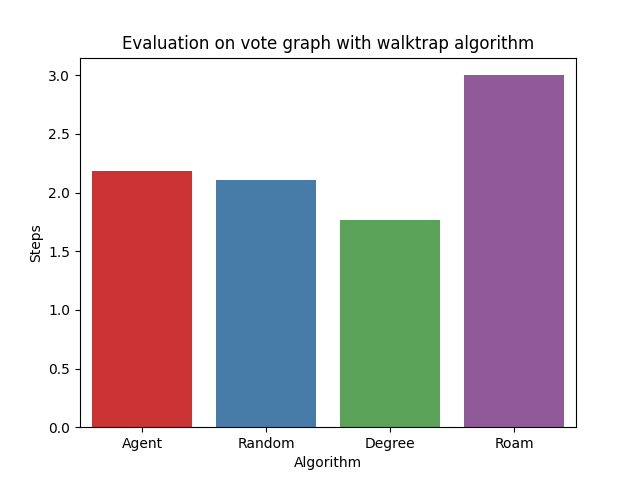 Evaluation on vote graph with walktrap algorithm
3.0
2.5
2.0
1.5
1.0
0.5
0.0
Steps
Agent Random Degree Roam
Algorithm